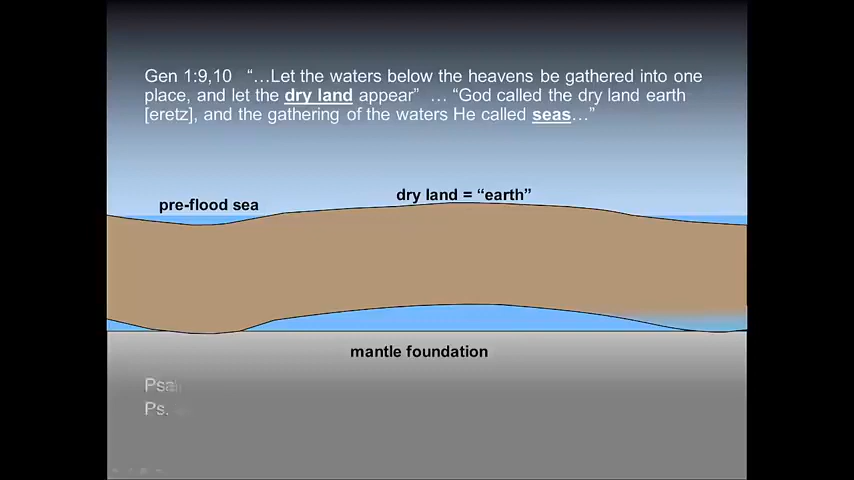 Gen 1:9,10 “…Let the waters below the heavens be gathered into one
place, and let the dry land appear” … “God called the dry land earth
[eretz], and the gathering of the waters He called seas…”
dry land = “earth”
pre-flood sea
mantle foundation
Ps.